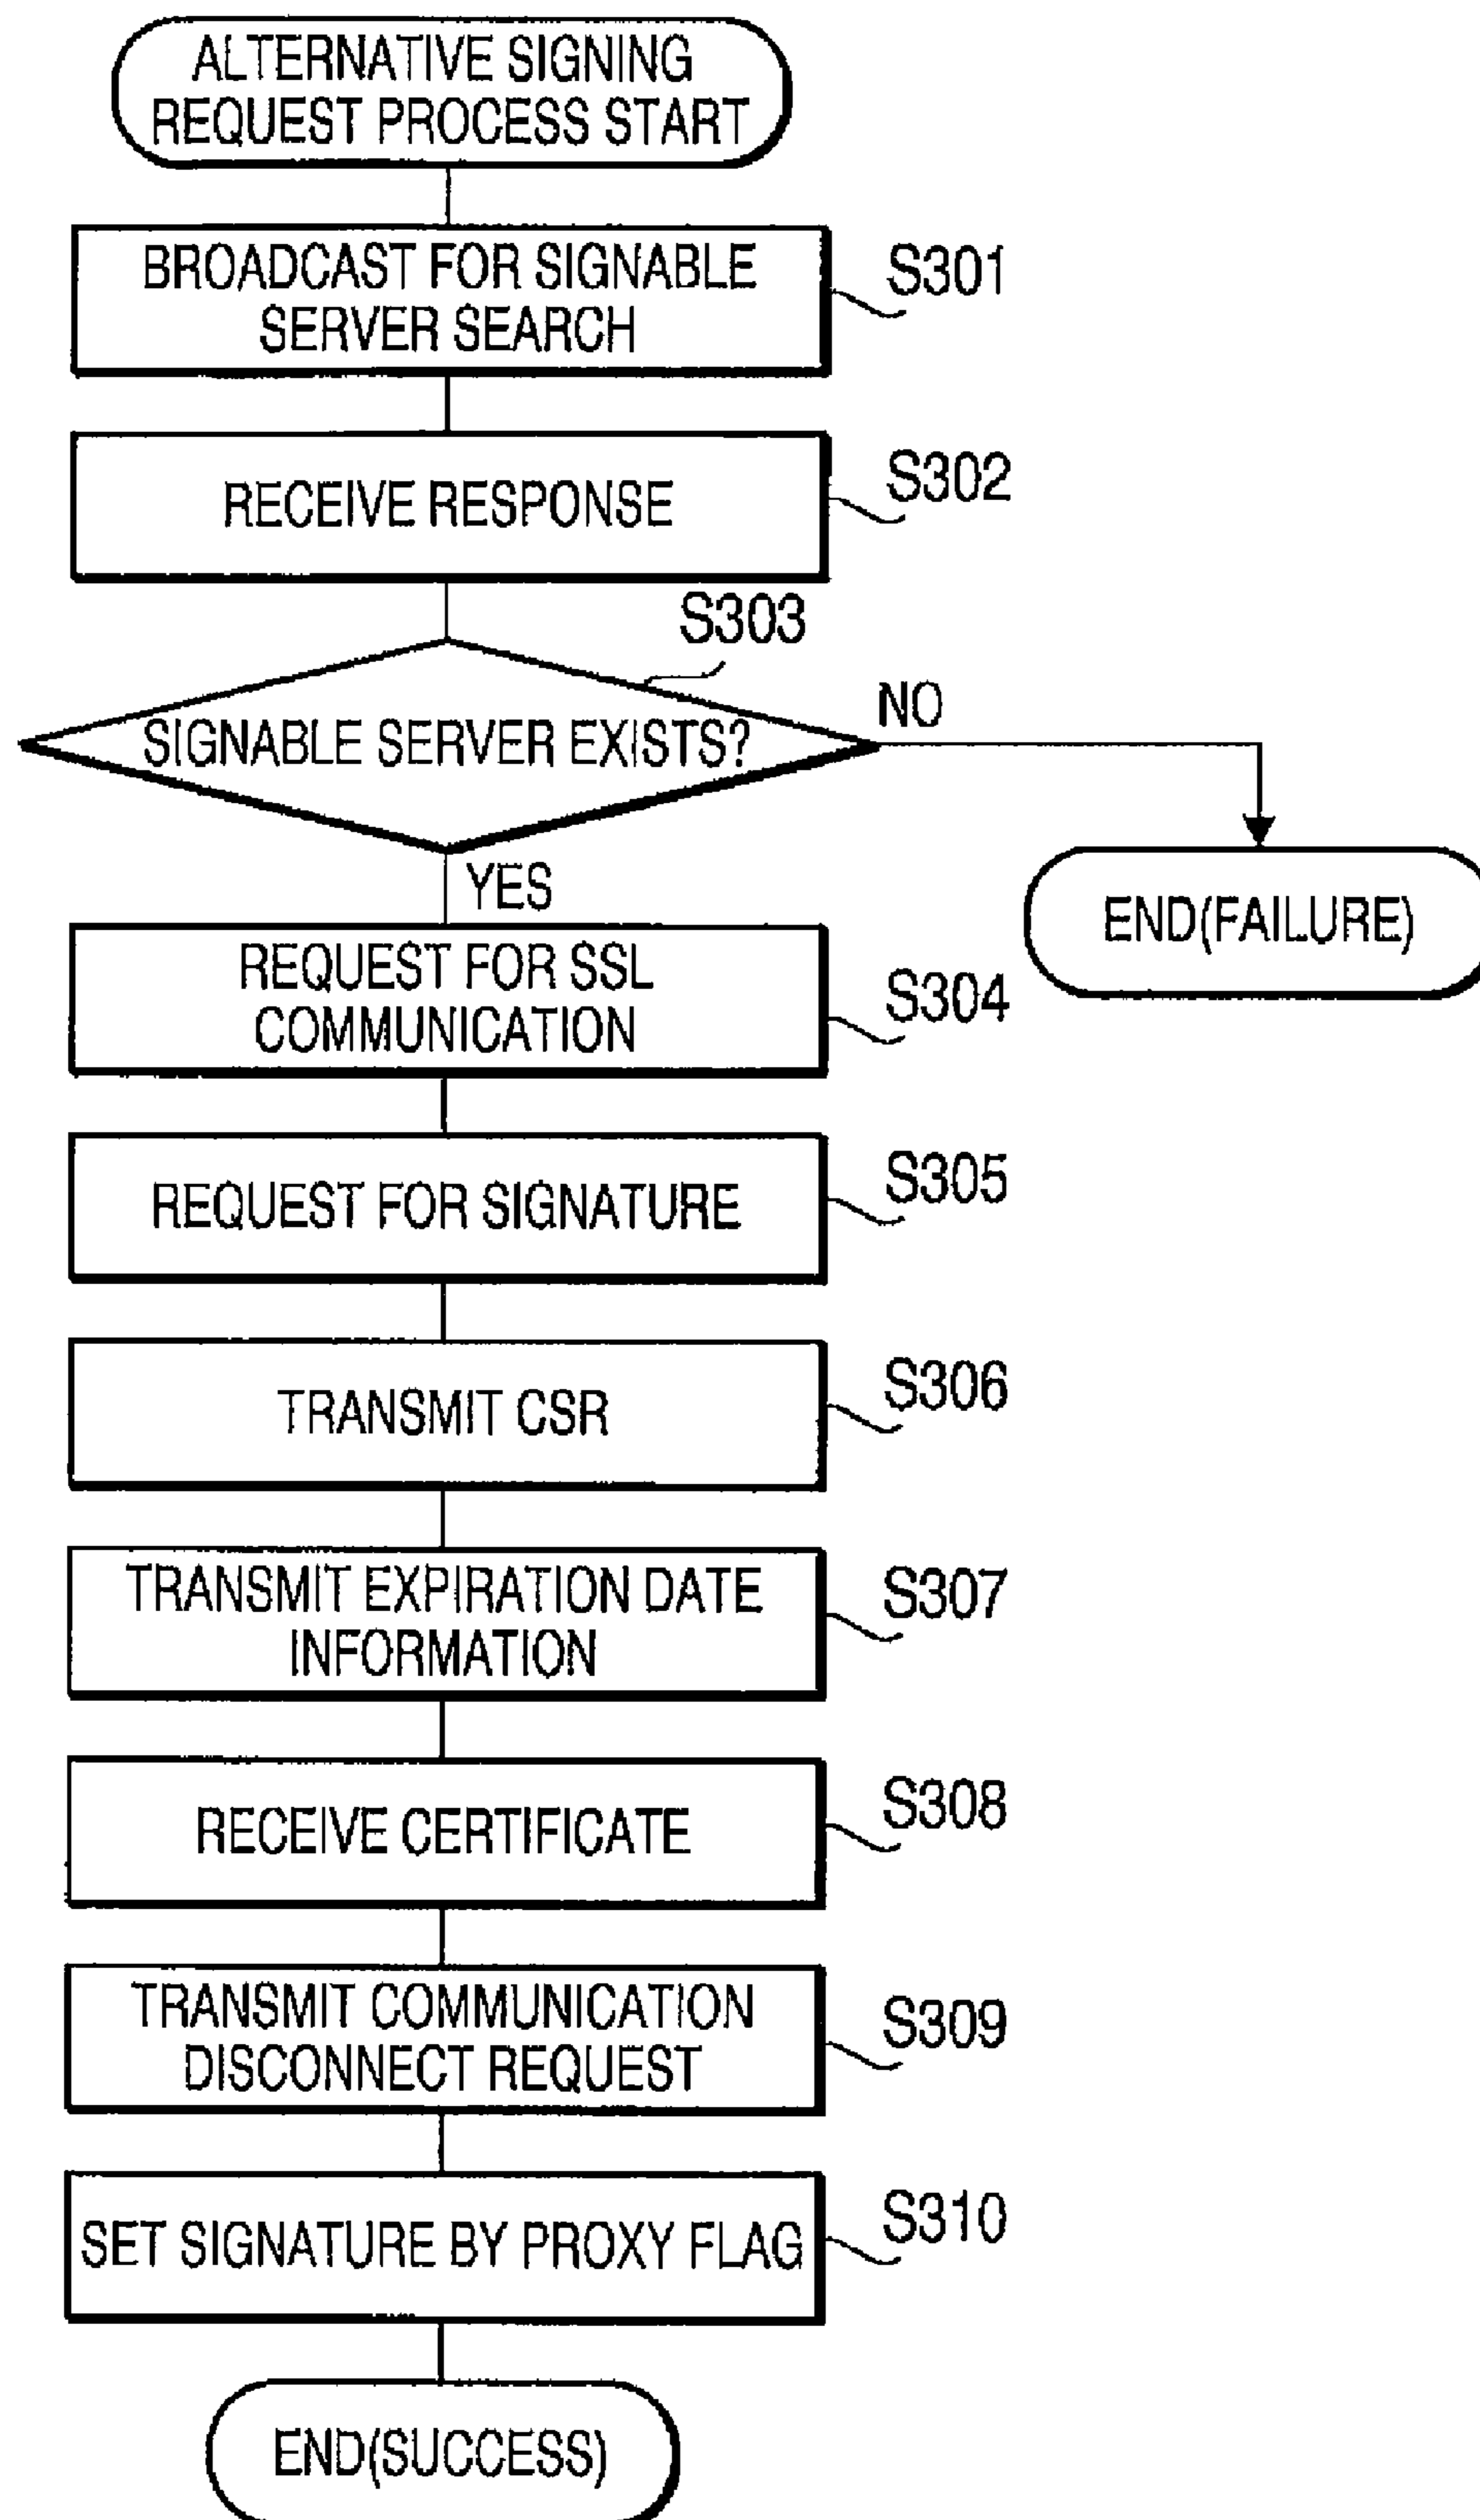 ALTERNATIVE SIGNING
REQUEST PROCESS START
BROADCAST FOR SIGNABLE
SERVER SEARCH
S301
RECEIVE RESPONSE
S302
S303
SIGNABLE SERVER EXISTS?
NO
YES
END(FAILURE)
REQUEST FOR SSL
COMMUNICATION
S304
REQUEST FOR SIGNATURE
S305
TRANSMIT CSR
S306
TRANSMIT EXPIRATION DATE
INFORMATION
S307
RECEIVE CERTIFICATE
S308
TRANSMIT COMMUNICATION
DISCONNECT REQUEST
S309
SET SIGNATURE BY PROXY FLAG
S310
END(SUCCESS)